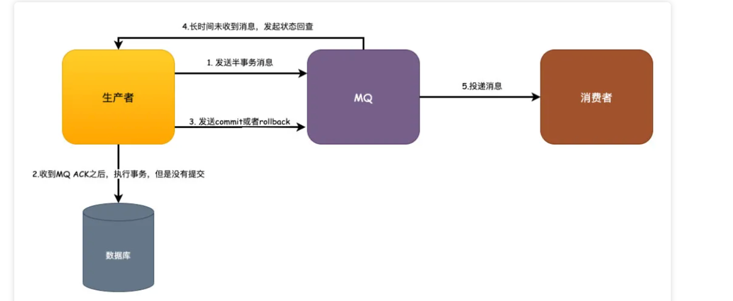 4.长时间未收到消息，发起状态回查
1. 发送半事务消息
生产者
MQ
5.投递消息
消费者
3. 发送commit或者rollback
2.收到MQ ACK之后，执行事务，但是没有提交
数据库